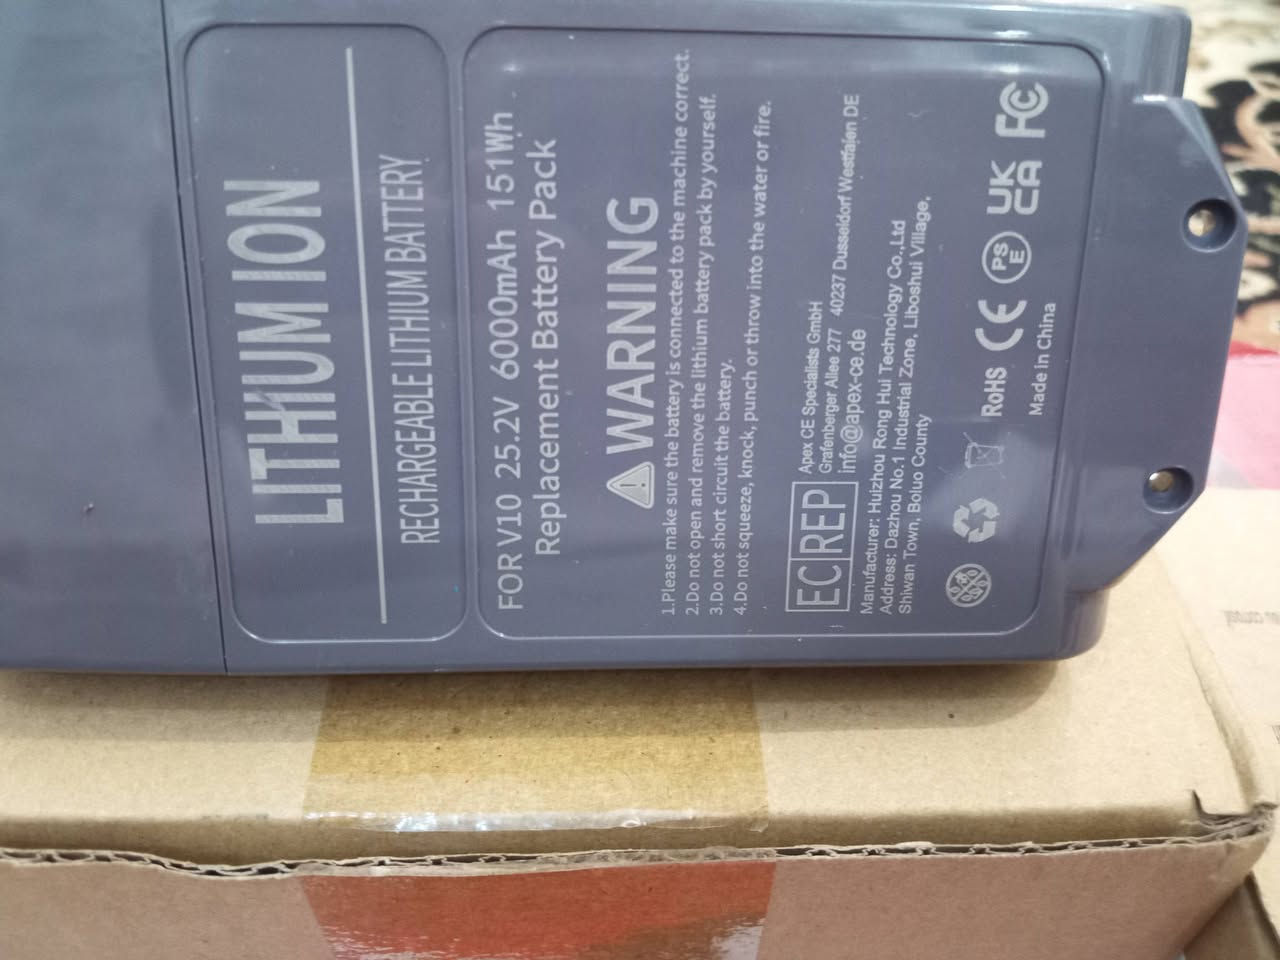 LITHIUM ION
RECHARGEABLE LITHIUM BATTERY
FOR V10 25.2V 6000mAh 151Wh
Replacement Battery Pack
WARNING
1.Please make sure the battery is connected to the machine correct.
2.Do not open and remove the lithium battery pack by yourself.
3.Do not short circuit the battery.
4.Do not squeeze, knock, punch or throw into the water or fire.
EC REP
Apex CE Specialists GmbH
Grafenberger Allee 277 40237 Dusseldorf Westfalen DE
info@apex-ce.de
Manufacturer: Huizhou Rong Hui Technology Co.,Ltd
Address: Dazhou No.1 Industrial Zone, Liboshui Village,
Shiwan Town, Boluo County
RoHS CE PSE UKCA FC
Made in China